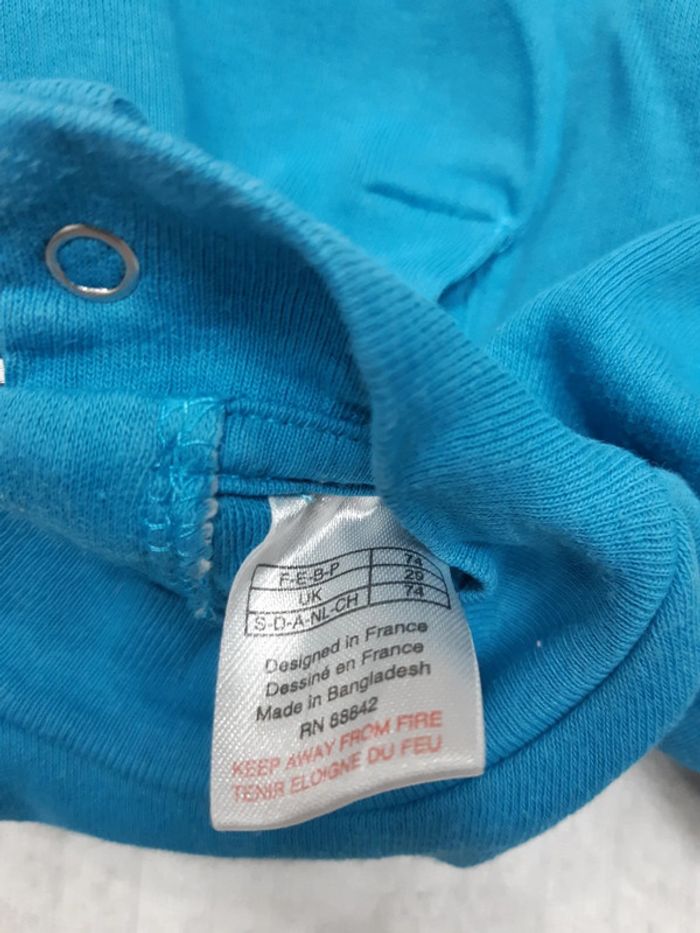 F-E-B-P 74
UK 29
S-D-A-NL-CH 74
Designed in France
Dessiné en France
Made in Bangladesh
RN 88842
KEEP AWAY FROM FIRE
TENIR ELOIGNE DU FEU